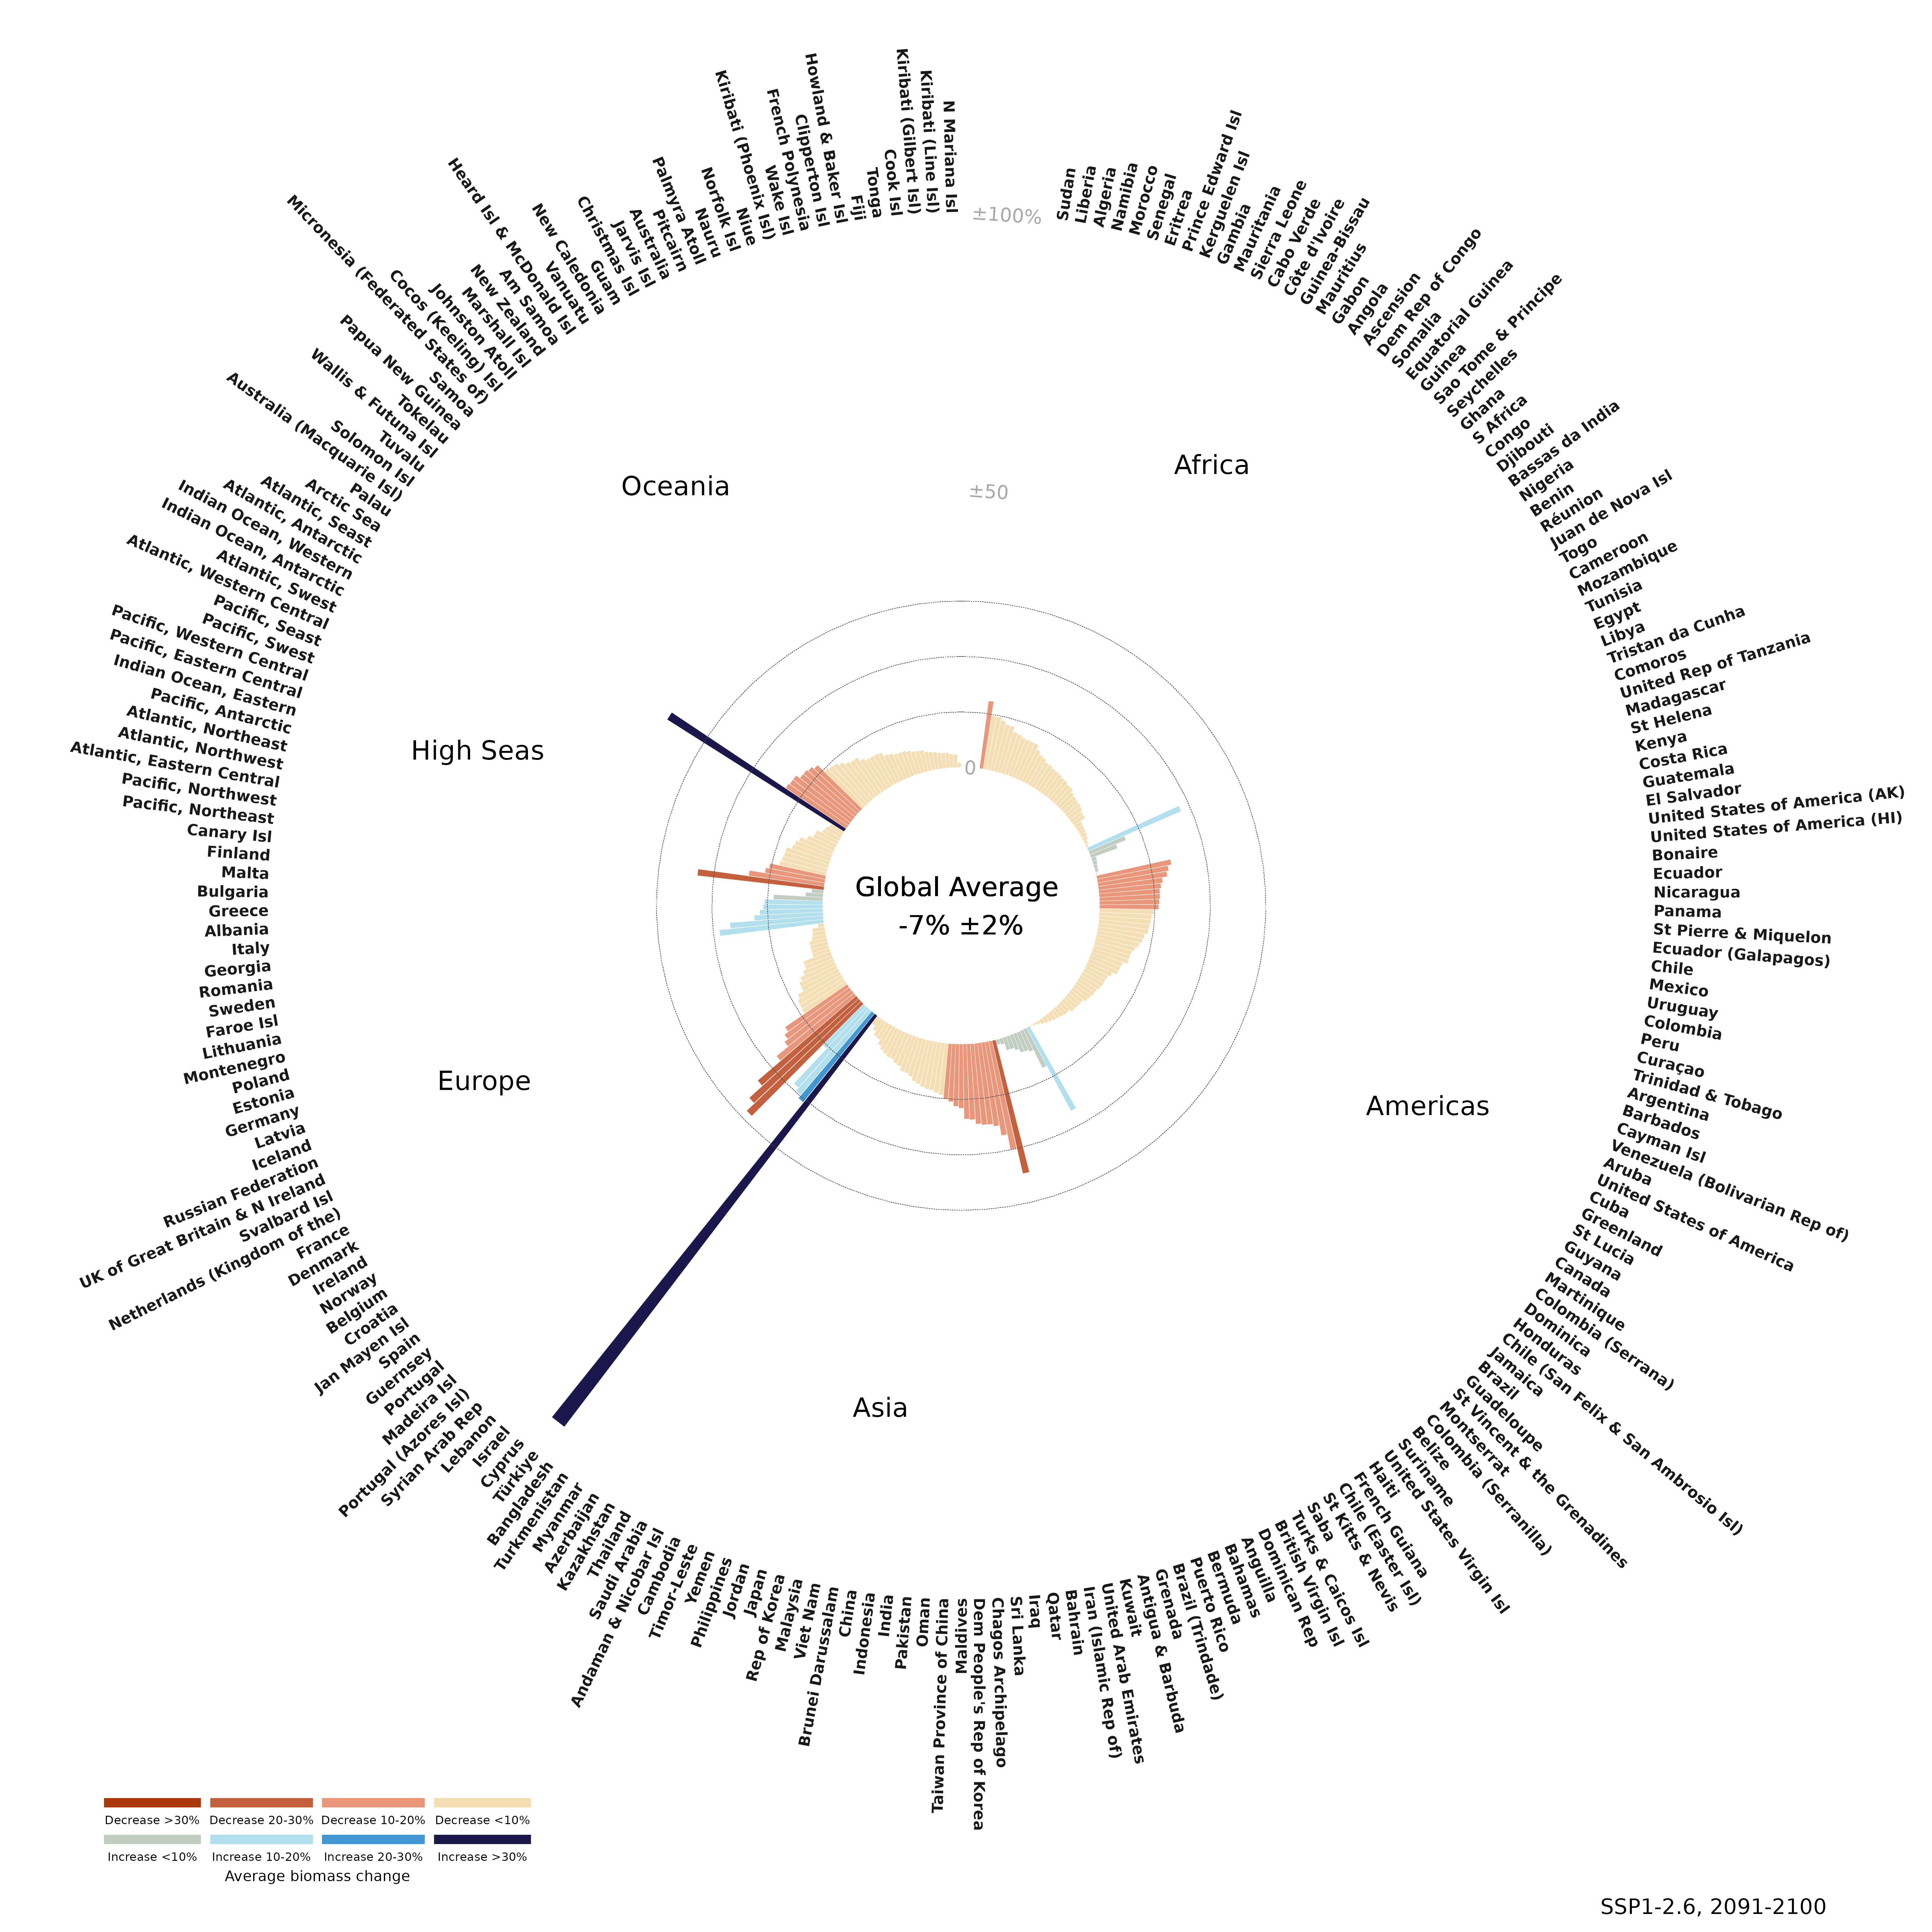 ±100%
±50
0
Africa
Americas
Asia
Europe
High Seas
Oceania
Global Average
-7% ±2%
Sudan
Liberia
Algeria
Namibia
Morocco
Senegal
Eritrea
Prince Edward Isl
Kerguelen Isl
Gambia
Mauritania
Sierra Leone
Cabo Verde
Côte d'Ivoire
Guinea-Bissau
Mauritius
Gabon
Angola
Ascension
Dem Rep of Congo
Somalia
Equatorial Guinea
Guinea
Sao Tome & Principe
Seychelles
Ghana
S Africa
Congo
Djibouti
Bassas da India
Nigeria
Benin
Réunion
Juan de Nova Isl
Togo
Cameroon
Mozambique
Tunisia
Egypt
Libya
Tristan da Cunha
Comoros
United Rep of Tanzania
Madagascar
St Helena
Kenya
Costa Rica
Guatemala
El Salvador
United States of America (AK)
United States of America (HI)
Bonaire
Ecuador
Nicaragua
Panama
St Pierre & Miquelon
Ecuador (Galapagos)
Chile
Mexico
Uruguay
Colombia
Peru
Curaçao
Trinidad & Tobago
Argentina
Barbados
Cayman Isl
Venezuela (Bolivarian Rep of)
Aruba
United States of America
Cuba
Greenland
St Lucia
Guyana
Canada
Martinique
Colombia (Serrana)
Dominica
Honduras
Chile (San Felix & San Ambrosio Isl)
Jamaica
Brazil
Guadeloupe
St Vincent & the Grenadines
Montserrat
Colombia (Serranilla)
Belize
Suriname
United States Virgin Isl
Haiti
French Guiana
Chile (Easter Isl)
St Kitts & Nevis
Saba
Turks & Caicos Isl
British Virgin Isl
Dominican Rep
Anguilla
Bahamas
Bermuda
Puerto Rico
Brazil (Trindade)
Grenada
Antigua & Barbuda
Kuwait
United Arab Emirates
Iran (Islamic Rep of)
Bahrain
Qatar
Iraq
Sri Lanka
Chagos Archipelago
Dem People's Rep of Korea
Maldives
Taiwan Province of China
Oman
Pakistan
India
Indonesia
China
Brunei Darussalam
Viet Nam
Malaysia
Rep of Korea
Japan
Jordan
Philippines
Yemen
Timor-Leste
Cambodia
Andaman & Nicobar Isl
Saudi Arabia
Thailand
Kazakhstan
Azerbaijan
Myanmar
Turkmenistan
Bangladesh
Türkiye
Cyprus
Israel
Lebanon
Syrian Arab Rep
Portugal (Azores Isl)
Madeira Isl
Portugal
Guernsey
Spain
Jan Mayen Isl
Croatia
Belgium
Norway
Ireland
Denmark
France
Netherlands (Kingdom of the)
Svalbard Isl
UK of Great Britain & N Ireland
Russian Federation
Iceland
Latvia
Germany
Estonia
Poland
Montenegro
Lithuania
Faroe Isl
Sweden
Romania
Georgia
Italy
Albania
Greece
Bulgaria
Malta
Finland
Canary Isl
Pacific, Northeast
Pacific, Northwest
Atlantic, Eastern Central
Atlantic, Northwest
Atlantic, Northeast
Pacific, Antarctic
Indian Ocean, Eastern
Pacific, Eastern Central
Pacific, Western Central
Pacific, Swest
Pacific, Seast
Atlantic, Western Central
Atlantic, Swest
Indian Ocean, Antarctic
Indian Ocean, Western
Atlantic, Antarctic
Atlantic, Seast
Arctic Sea
Palau
Australia (Macquarie Isl)
Solomon Isl
Tuvalu
Wallis & Futuna Isl
Tokelau
Papua New Guinea
Samoa
Micronesia (Federated States of)
Cocos (Keeling) Isl
Johnston Atoll
Marshall Isl
New Zealand
Am Samoa
Heard Isl & McDonald Isl
Vanuatu
New Caledonia
Guam
Christmas Isl
Jarvis Isl
Australia
Pitcairn
Palmyra Atoll
Nauru
Norfolk Isl
Niue
Kiribati (Phoenix Isl)
Wake Isl
French Polynesia
Clipperton Isl
Howland & Baker Isl
Fiji
Tonga
Cook Isl
Kiribati (Gilbert Isl)
Kiribati (Line Isl)
N Mariana Isl
Decrease >30%
Decrease 20-30%
Decrease 10-20%
Decrease <10%
Increase <10%
Increase 10-20%
Increase 20-30%
Increase >30%
Average biomass change
SSP1-2.6, 2091-2100